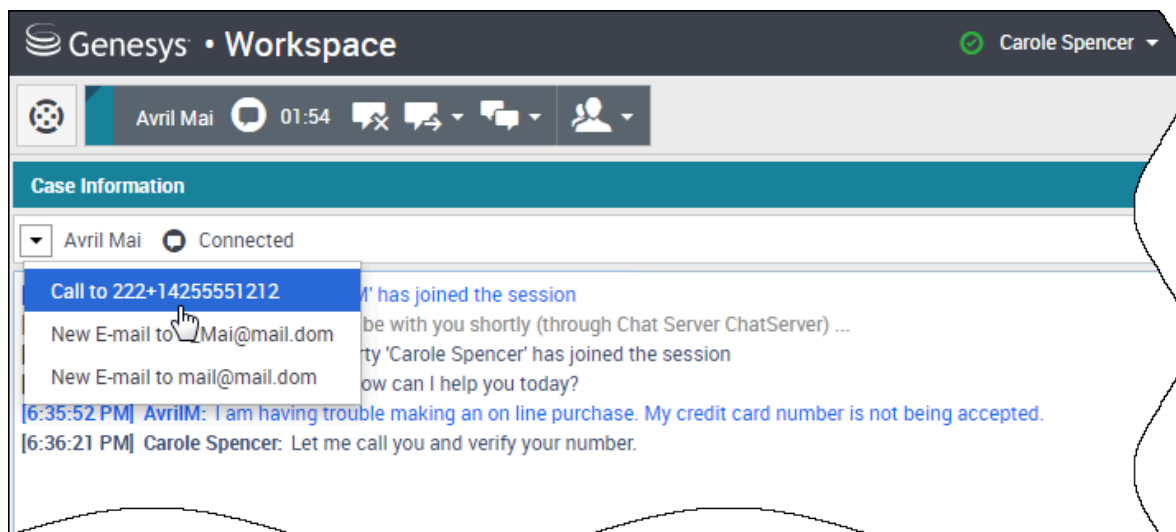 Genesys • Workspace
Carole Spencer
Avril Mai 01:54
Case Information
Avril Mai Connected
Call to 222+14255551212
New E-mail to Mai@mail.dom
New E-mail to mail@mail.dom
[ M' has joined the session
[ be with you shortly (through Chat Server ChatServer) ...
[ rty 'Carole Spencer' has joined the session
[ ow can I help you today?
[6:35:52 PM] AvrilM: I am having trouble making an on line purchase. My credit card number is not being accepted.
[6:36:21 PM] Carole Spencer: Let me call you and verify your number.